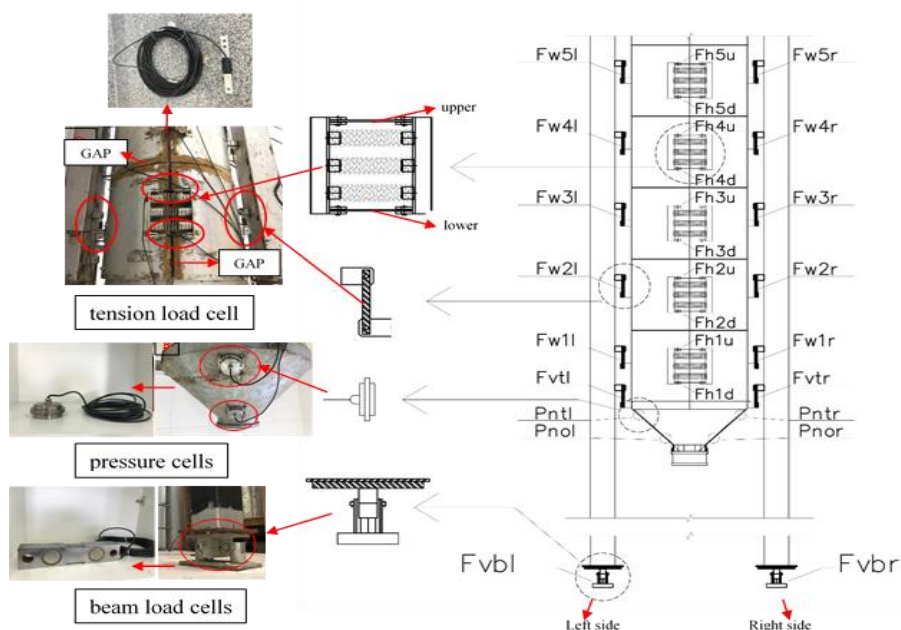 GAP
GAP
tension load cell
pressure cells
beam load cells
upper
lower
Fw5l
Fh5u
Fw5r
Fh5d
Fw4l
Fh4u
Fw4r
Fh4d
Fw3l
Fh3u
Fw3r
Fh3d
Fw2l
Fh2u
Fw2r
Fh2d
Fw1l
Fh1u
Fw1r
Fvtl
Fh1d
Fvtr
Pntl
Pntr
Pnol
Pnor
Fvbl
Fvbr
Left side
Right side